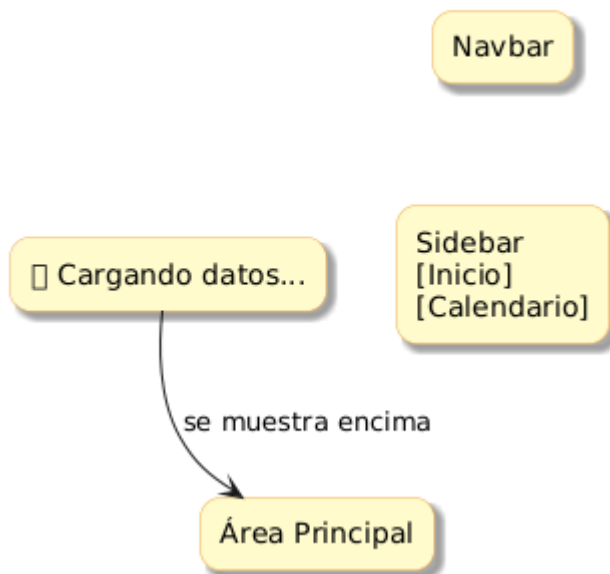 Navbar
Sidebar
[Inicio]
[Calendario]
Cargando datos...
se muestra encima
Área Principal